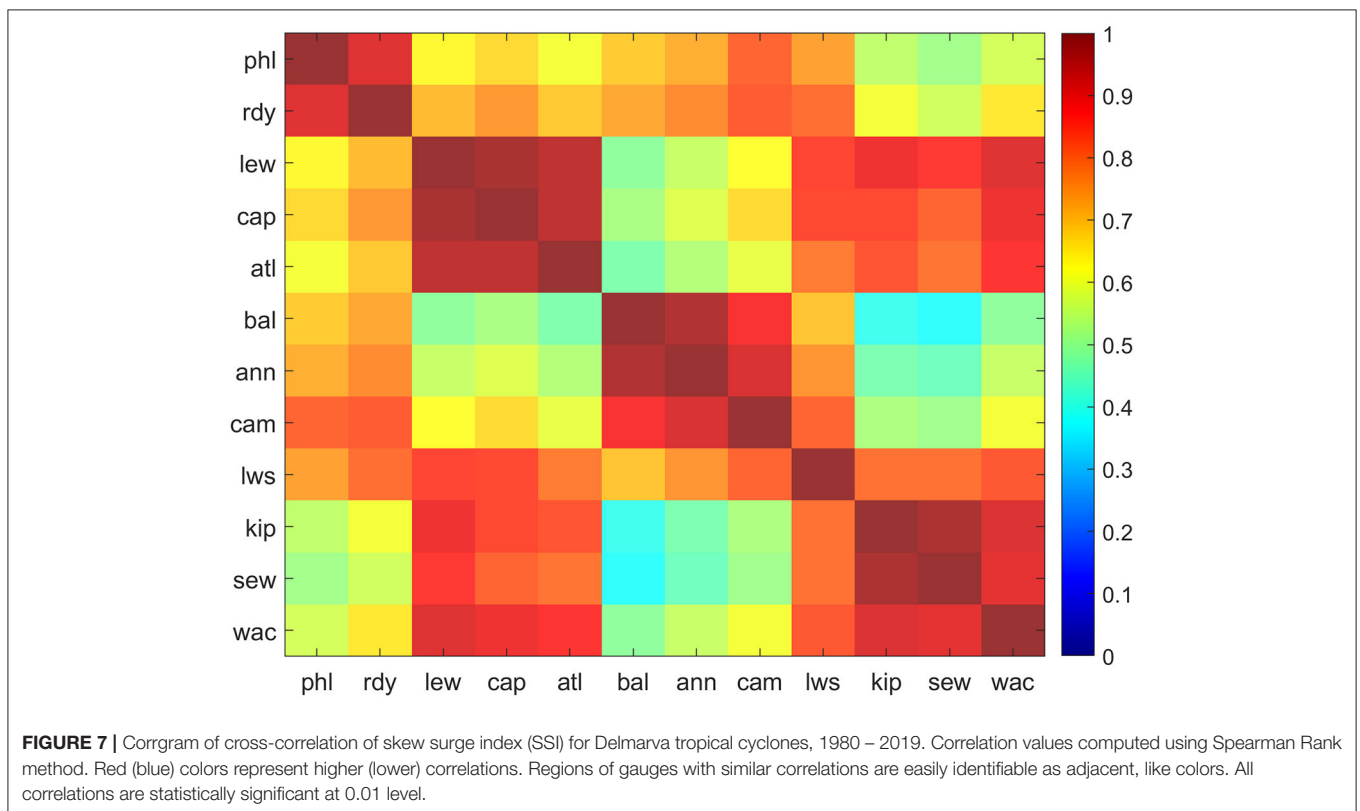 phl
rdy
lew
cap
atl
bal
ann
cam
lws
kip
sew
wac
phl rdy lew cap atl bal ann cam lws kip sew wac
1
0.9
0.8
0.7
0.6
0.5
0.4
0.3
0.2
0.1
0
FIGURE 7 | Corrgram of cross-correlation of skew surge index (SSI) for Delmarva tropical cyclones, 1980 – 2019. Correlation values computed using Spearman Rank
method. Red (blue) colors represent higher (lower) correlations. Regions of gauges with similar correlations are easily identifiable as adjacent, like colors. All
correlations are statistically significant at 0.01 level.